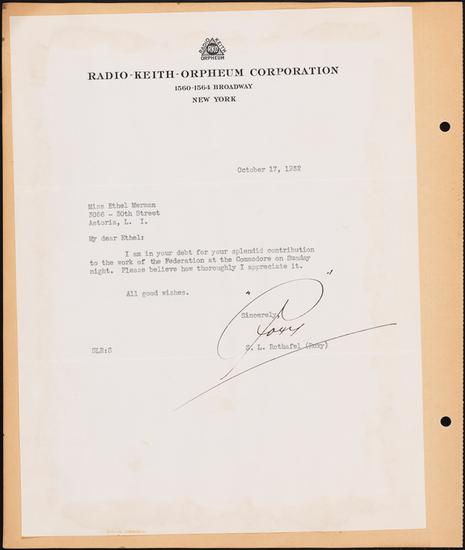 RADIO KEITH
RKO
ORPHEUM
RADIO-KEITH-ORPHEUM CORPORATION
1560-1564 BROADWAY
NEW YORK
October 17, 1932
Miss Ethel Merman
3056 - 30th Street
Astoria, L. I.
My dear Ethel:
I am in your debt for your splendid contribution
to the work of the Federation at the Commodore on Sunday
night. Please believe how thoroughly I appreciate it.
All good wishes.
Sincerely,
"Roxy"
SLR:S
S. L. Rothafel (Roxy)